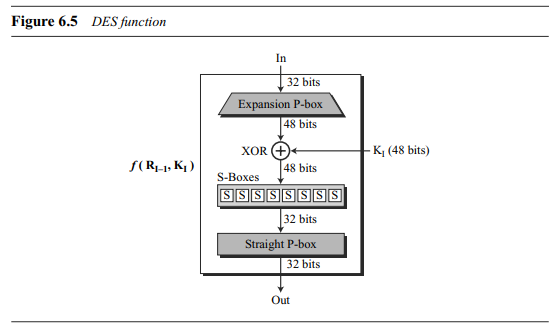 Figure 6.5 DES function
In
32 bits
Expansion P-box
48 bits
XOR + K_I (48 bits)
f ( R_I–1, K_I )
48 bits
S-Boxes
S S S S S S S S
32 bits
Straight P-box
32 bits
Out